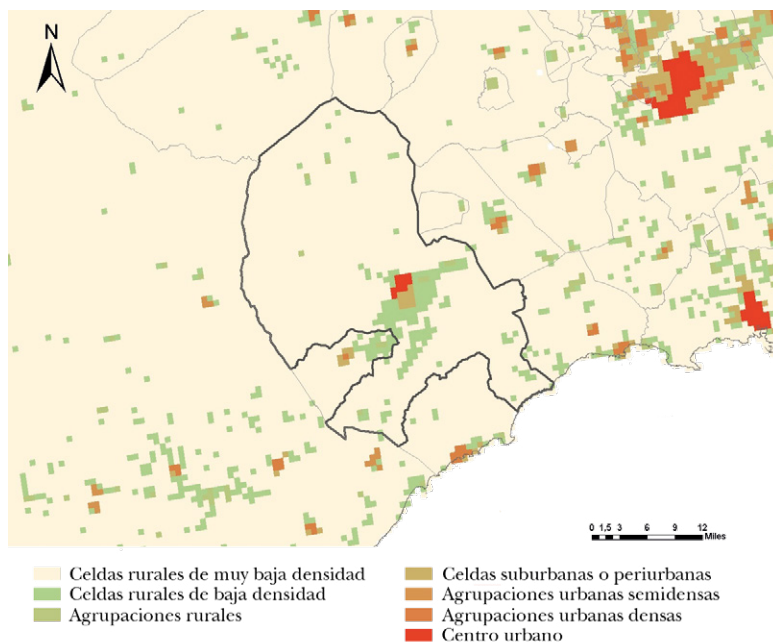 N
0 1,5 3 6 9 12
Miles
Celdas rurales de muy baja densidad
Celdas rurales de baja densidad
Agrupaciones rurales
Celdas suburbanas o periurbanas
Agrupaciones urbanas semidensas
Agrupaciones urbanas densas
Centro urbano